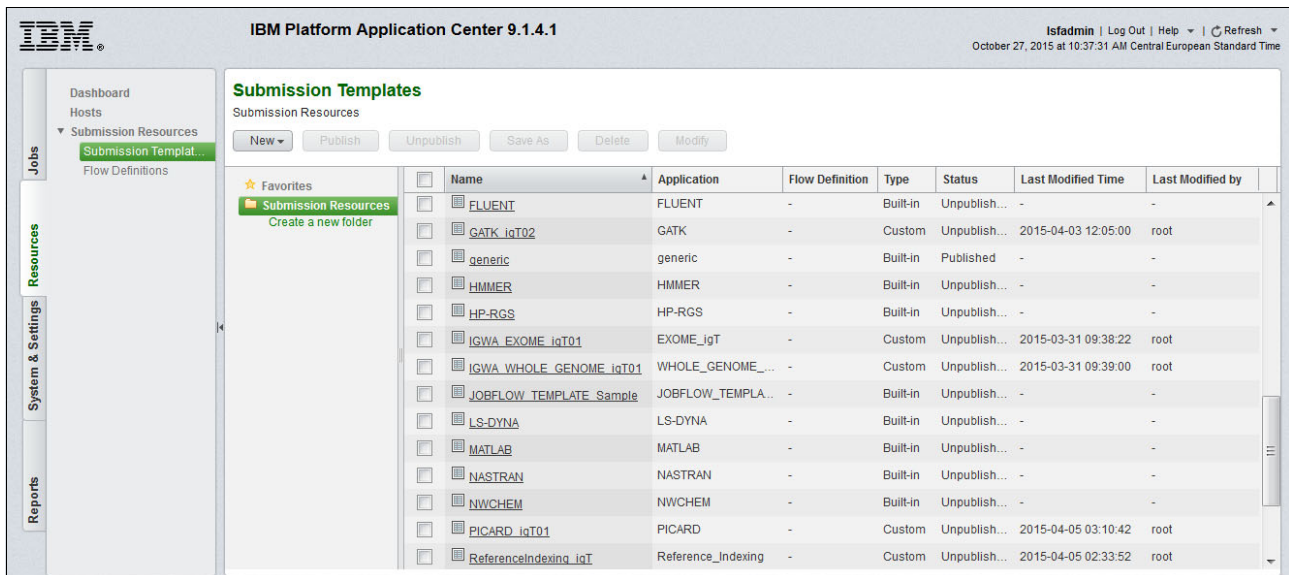 IBM®
IBM Platform Application Center 9.1.4.1
lsfadmin | Log Out | Help | Refresh
October 27, 2015 at 10:37:31 AM Central European Standard Time
Jobs
Resources
System & Settings
Reports
Dashboard
Hosts
Submission Resources
Submission Templat...
Flow Definitions
Submission Templates
Submission Resources
New Publish Unpublish Save As Delete Modify
Favorites
Submission Resources
Create a new folder
Name Application Flow Definition Type Status Last Modified Time Last Modified by
FLUENT FLUENT - Built-in Unpublish... - -
GATK_igT02 GATK - Custom Unpublish... 2015-04-03 12:05:00 root
generic generic - Built-in Published - -
HMMER HMMER - Built-in Unpublish... - -
HP-RGS HP-RGS - Built-in Unpublish... - -
IGWA_EXOME_igT01 EXOME_igT - Custom Unpublish... 2015-03-31 09:38:22 root
IGWA_WHOLE_GENOME_igT01 WHOLE_GENOME_... - Custom Unpublish... 2015-03-31 09:39:00 root
JOBFLOW_TEMPLATE_Sample JOBFLOW_TEMPLA... - Built-in Unpublish... - -
LS-DYNA LS-DYNA - Built-in Unpublish... - -
MATLAB MATLAB - Built-in Unpublish... - -
NASTRAN NASTRAN - Built-in Unpublish... - -
NWCHEM NWCHEM - Built-in Unpublish... - -
PICARD_igT01 PICARD - Custom Unpublish... 2015-04-05 03:10:42 root
ReferenceIndexing_igT Reference_Indexing - Custom Unpublish... 2015-04-05 02:33:52 root